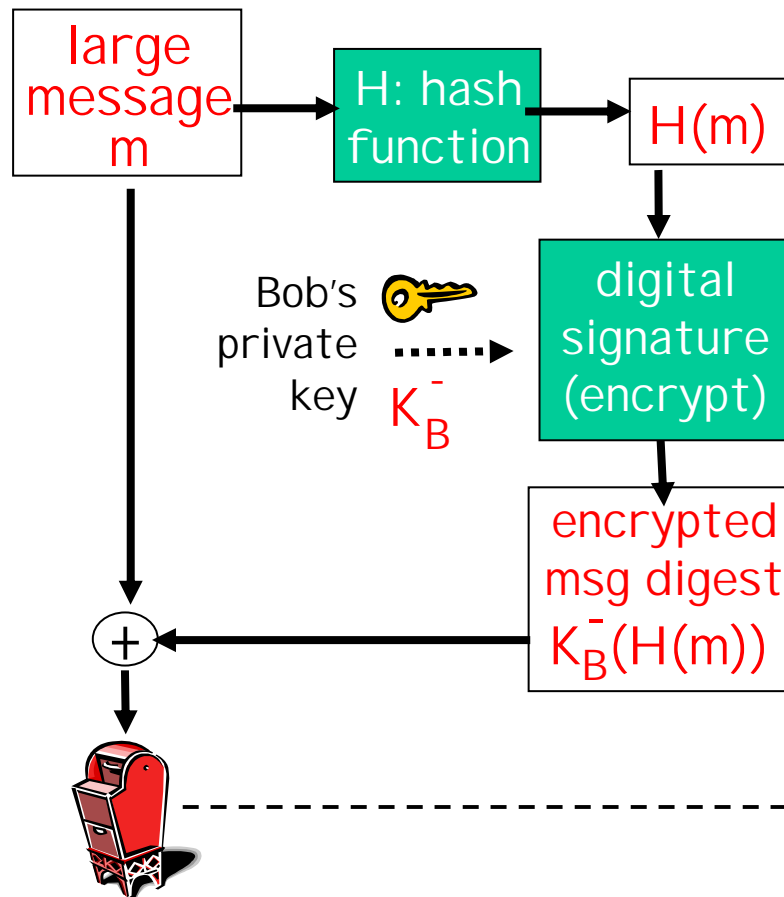 large
message
m
H: hash
function
H(m)
Bob's
private
key
K_B^-
digital
signature
(encrypt)
encrypted
msg digest
K_B^-(H(m))
+